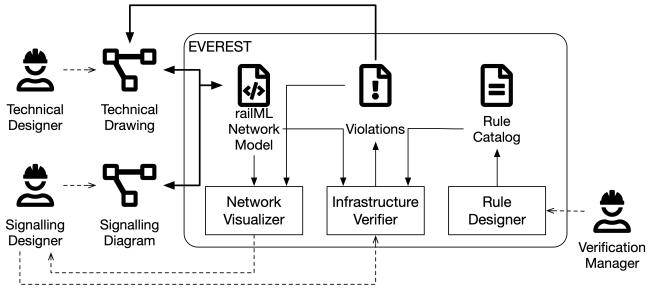 EVEREST
Technical
Designer
Technical
Drawing
railML
Network
Model
Violations
Rule
Catalog
Signalling
Designer
Signalling
Diagram
Network
Visualizer
Infrastructure
Verifier
Rule
Designer
Verification
Manager